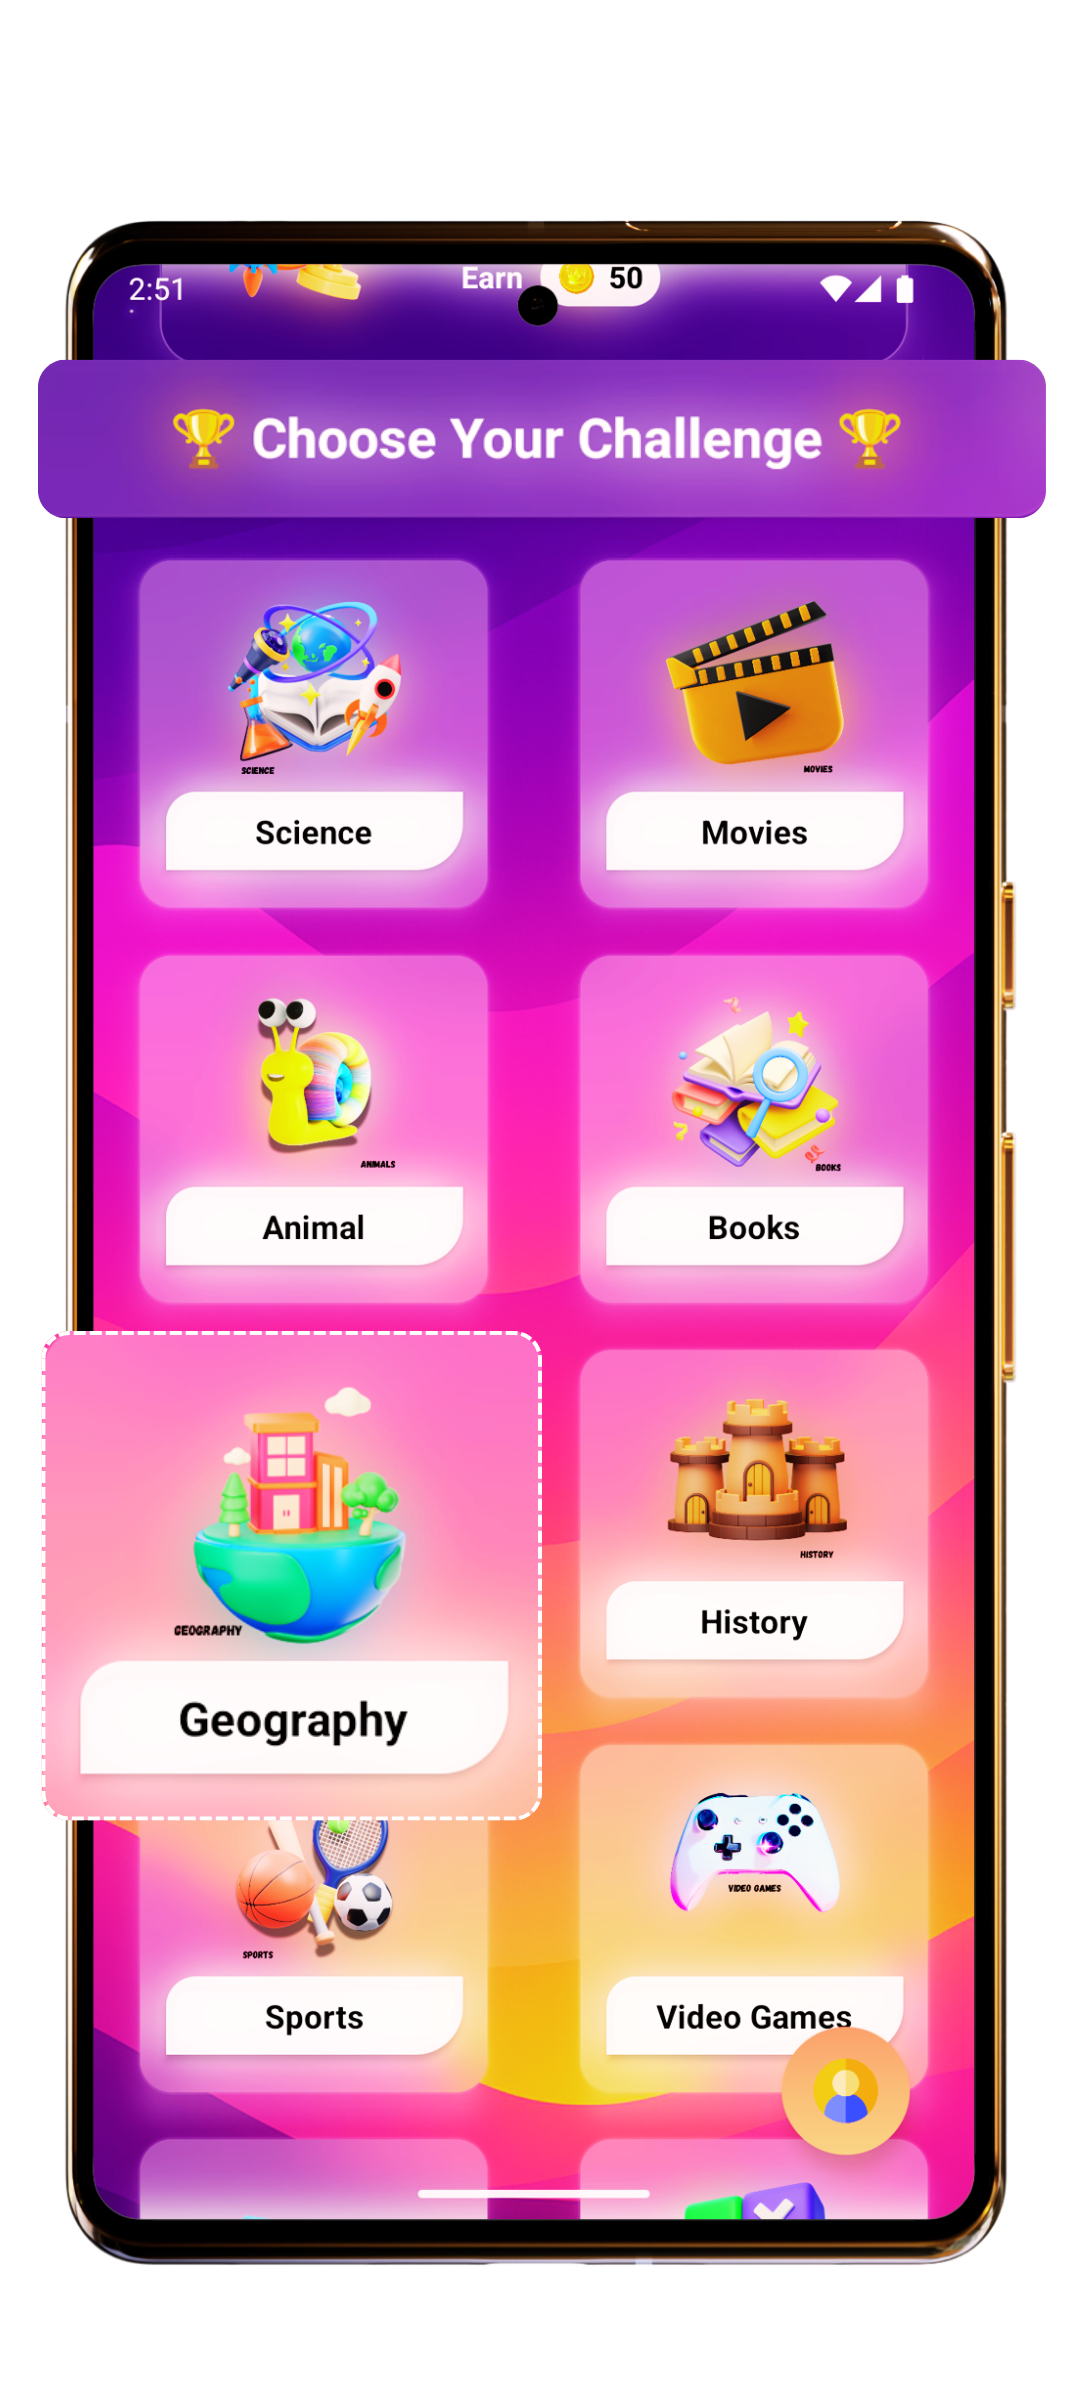 2:51
Earn 50
🏆 Choose Your Challenge 🏆
SCIENCE
MOVIES
Science
Movies
ANIMALS
BOOKS
Animal
Books
GEOGRAPHY
HISTORY
Geography
History
SPORTS
VIDEO GAMES
Sports
Video Games